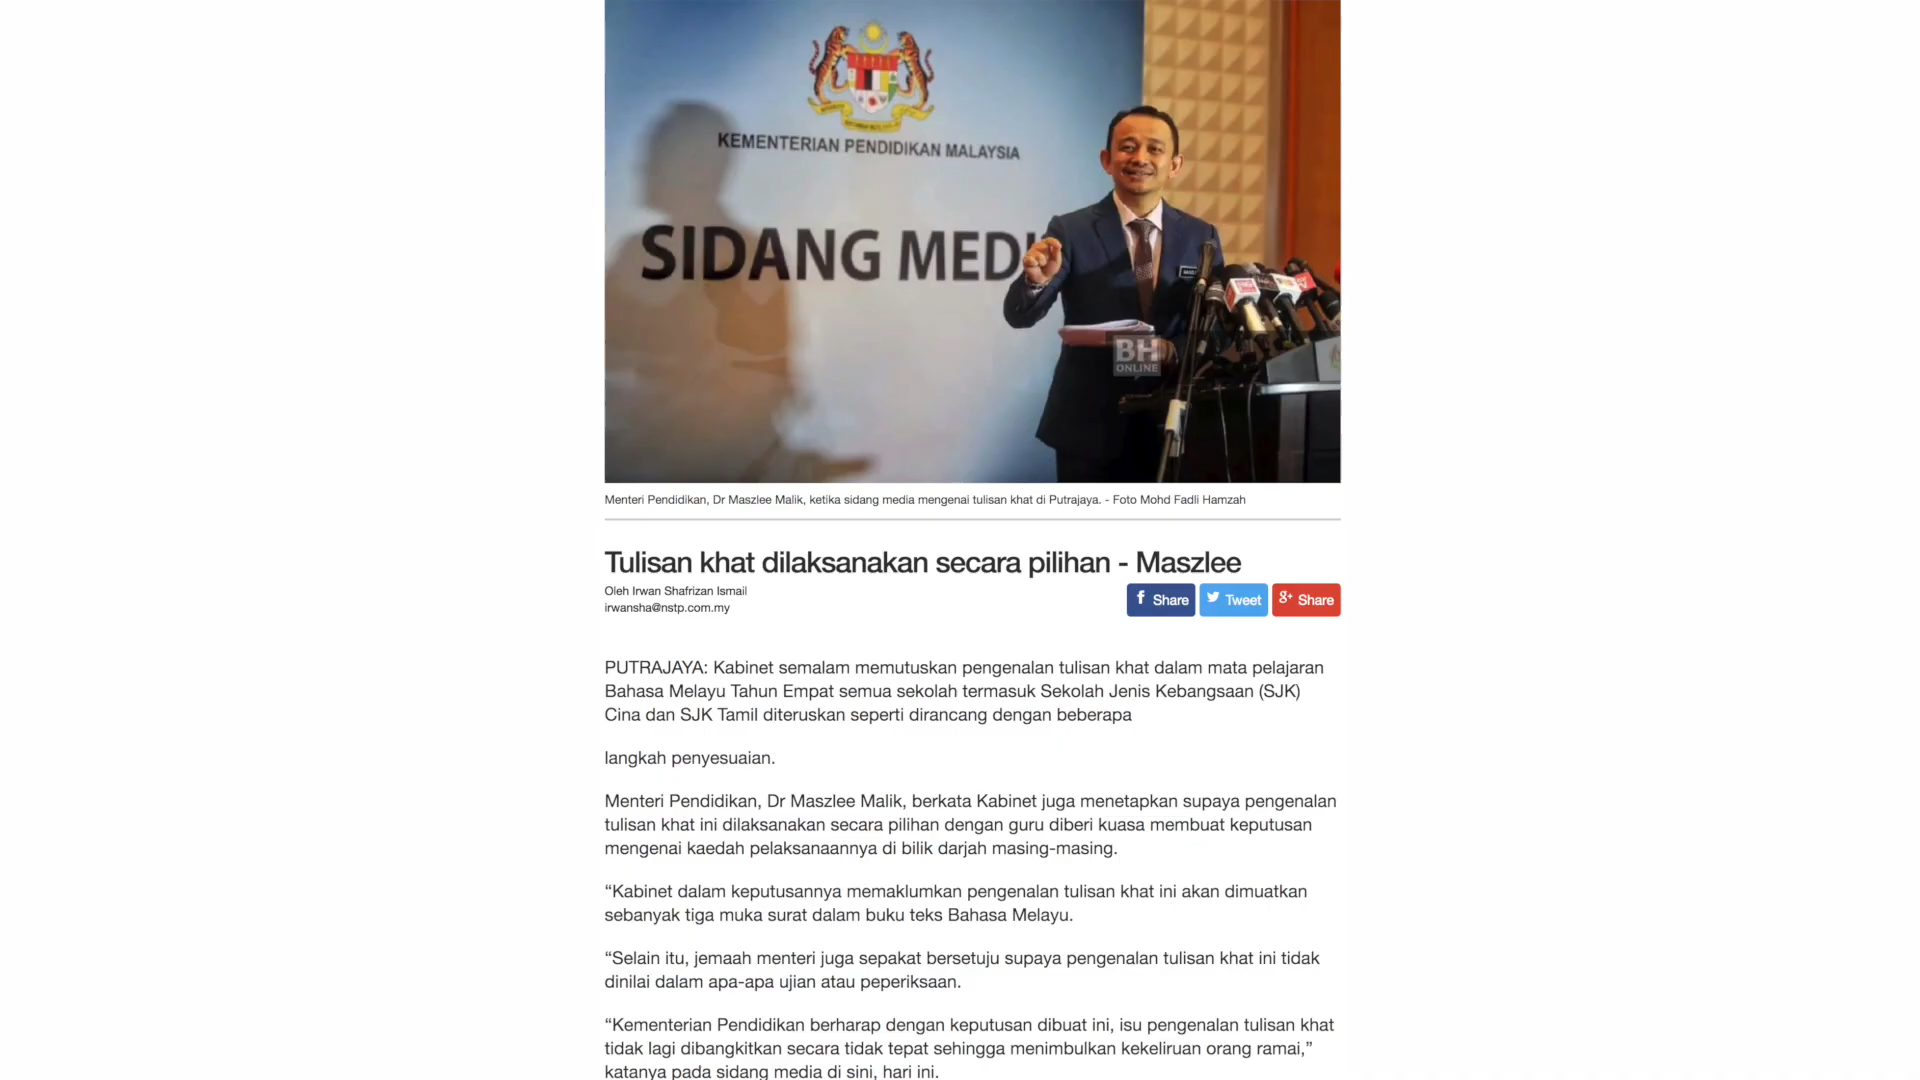 KEMENTERIAN PENDIDIKAN MALAYSIA
SIDANG MEDI
BH
ONLINE
Menteri Pendidikan, Dr Maszlee Malik, ketika sidang media mengenai tulisan khat di Putrajaya. - Foto Mohd Fadli Hamzah
Tulisan khat dilaksanakan secara pilihan - Maszlee
Oleh Irwan Shafrizan Ismail
irwansha@nstp.com.my
Share
Tweet
Share
PUTRAJAYA: Kabinet semalam memutuskan pengenalan tulisan khat dalam mata pelajaran
Bahasa Melayu Tahun Empat semua sekolah termasuk Sekolah Jenis Kebangsaan (SJK)
Cina dan SJK Tamil diteruskan seperti dirancang dengan beberapa
langkah penyesuaian.
Menteri Pendidikan, Dr Maszlee Malik, berkata Kabinet juga menetapkan supaya pengenalan
tulisan khat ini dilaksanakan secara pilihan dengan guru diberi kuasa membuat keputusan
mengenai kaedah pelaksanaannya di bilik darjah masing-masing.
“Kabinet dalam keputusannya memaklumkan pengenalan tulisan khat ini akan dimuatkan
sebanyak tiga muka surat dalam buku teks Bahasa Melayu.
“Selain itu, jemaah menteri juga sepakat bersetuju supaya pengenalan tulisan khat ini tidak
dinilai dalam apa-apa ujian atau peperiksaan.
“Kementerian Pendidikan berharap dengan keputusan dibuat ini, isu pengenalan tulisan khat
tidak lagi dibangkitkan secara tidak tepat sehingga menimbulkan kekeliruan orang ramai,”
katanya pada sidang media di sini, hari ini.